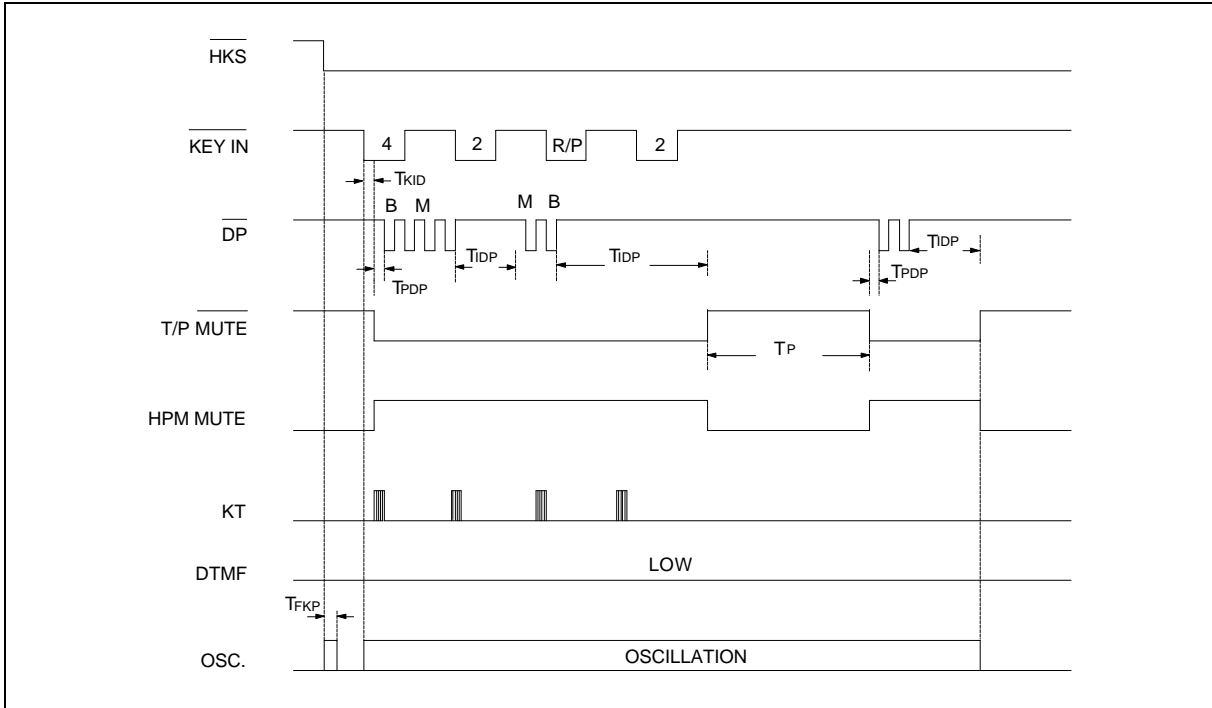 HKS
KEY IN
4 2 R/P 2
TKID
B M M B
DP
TIDP TIDP TIDP
TPDP TPDP
T/P MUTE
TP
HPM MUTE
KT
LOW
DTMF
TFKP
OSC.
OSCILLATION